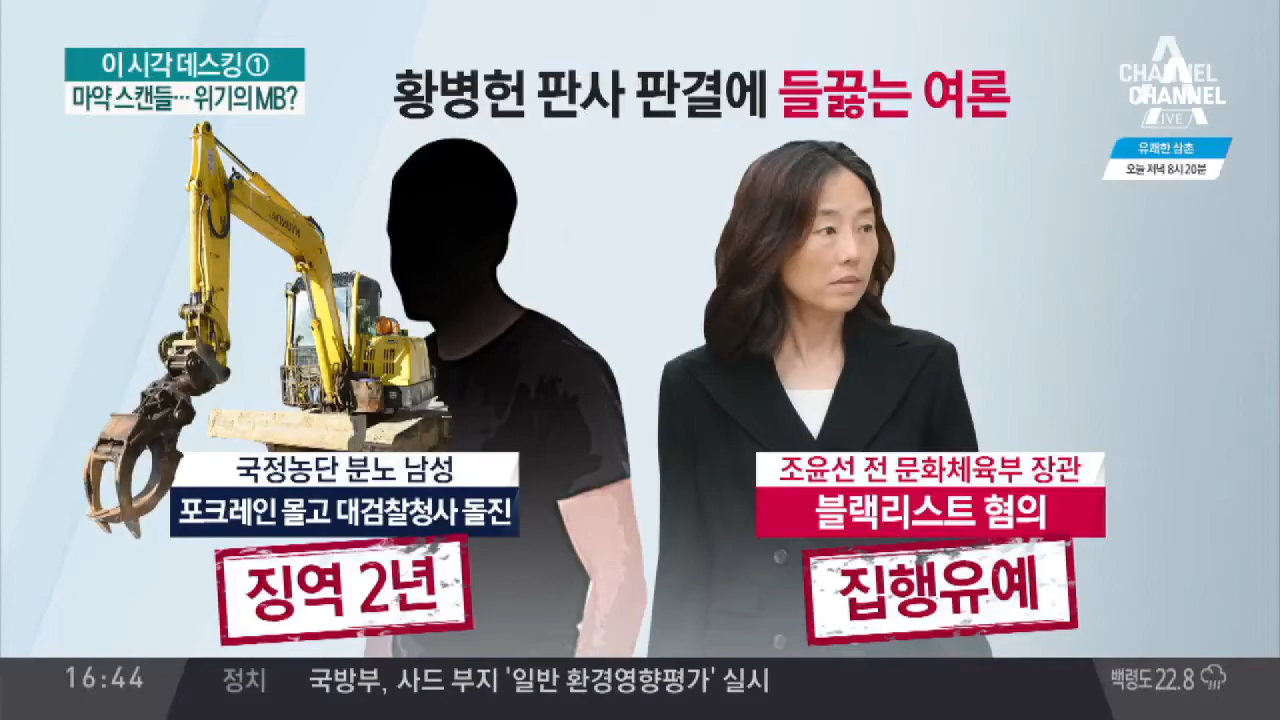 이 시각 데스킹 ①
마약 스캔들… 위기의 MB?
황병헌 판사 판결에 들끓는 여론
CHANNEL A
CHANNEL
LIVE
유쾌한 삼촌
오늘 저녁 8시 20분
국정농단 분노 남성
포크레인 몰고 대검찰청사 돌진
징역 2년
조윤선 전 문화체육부 장관
블랙리스트 혐의
집행유예
16:44 정치 국방부, 사드 부지 '일반 환경영향평가' 실시
백령도 22.8